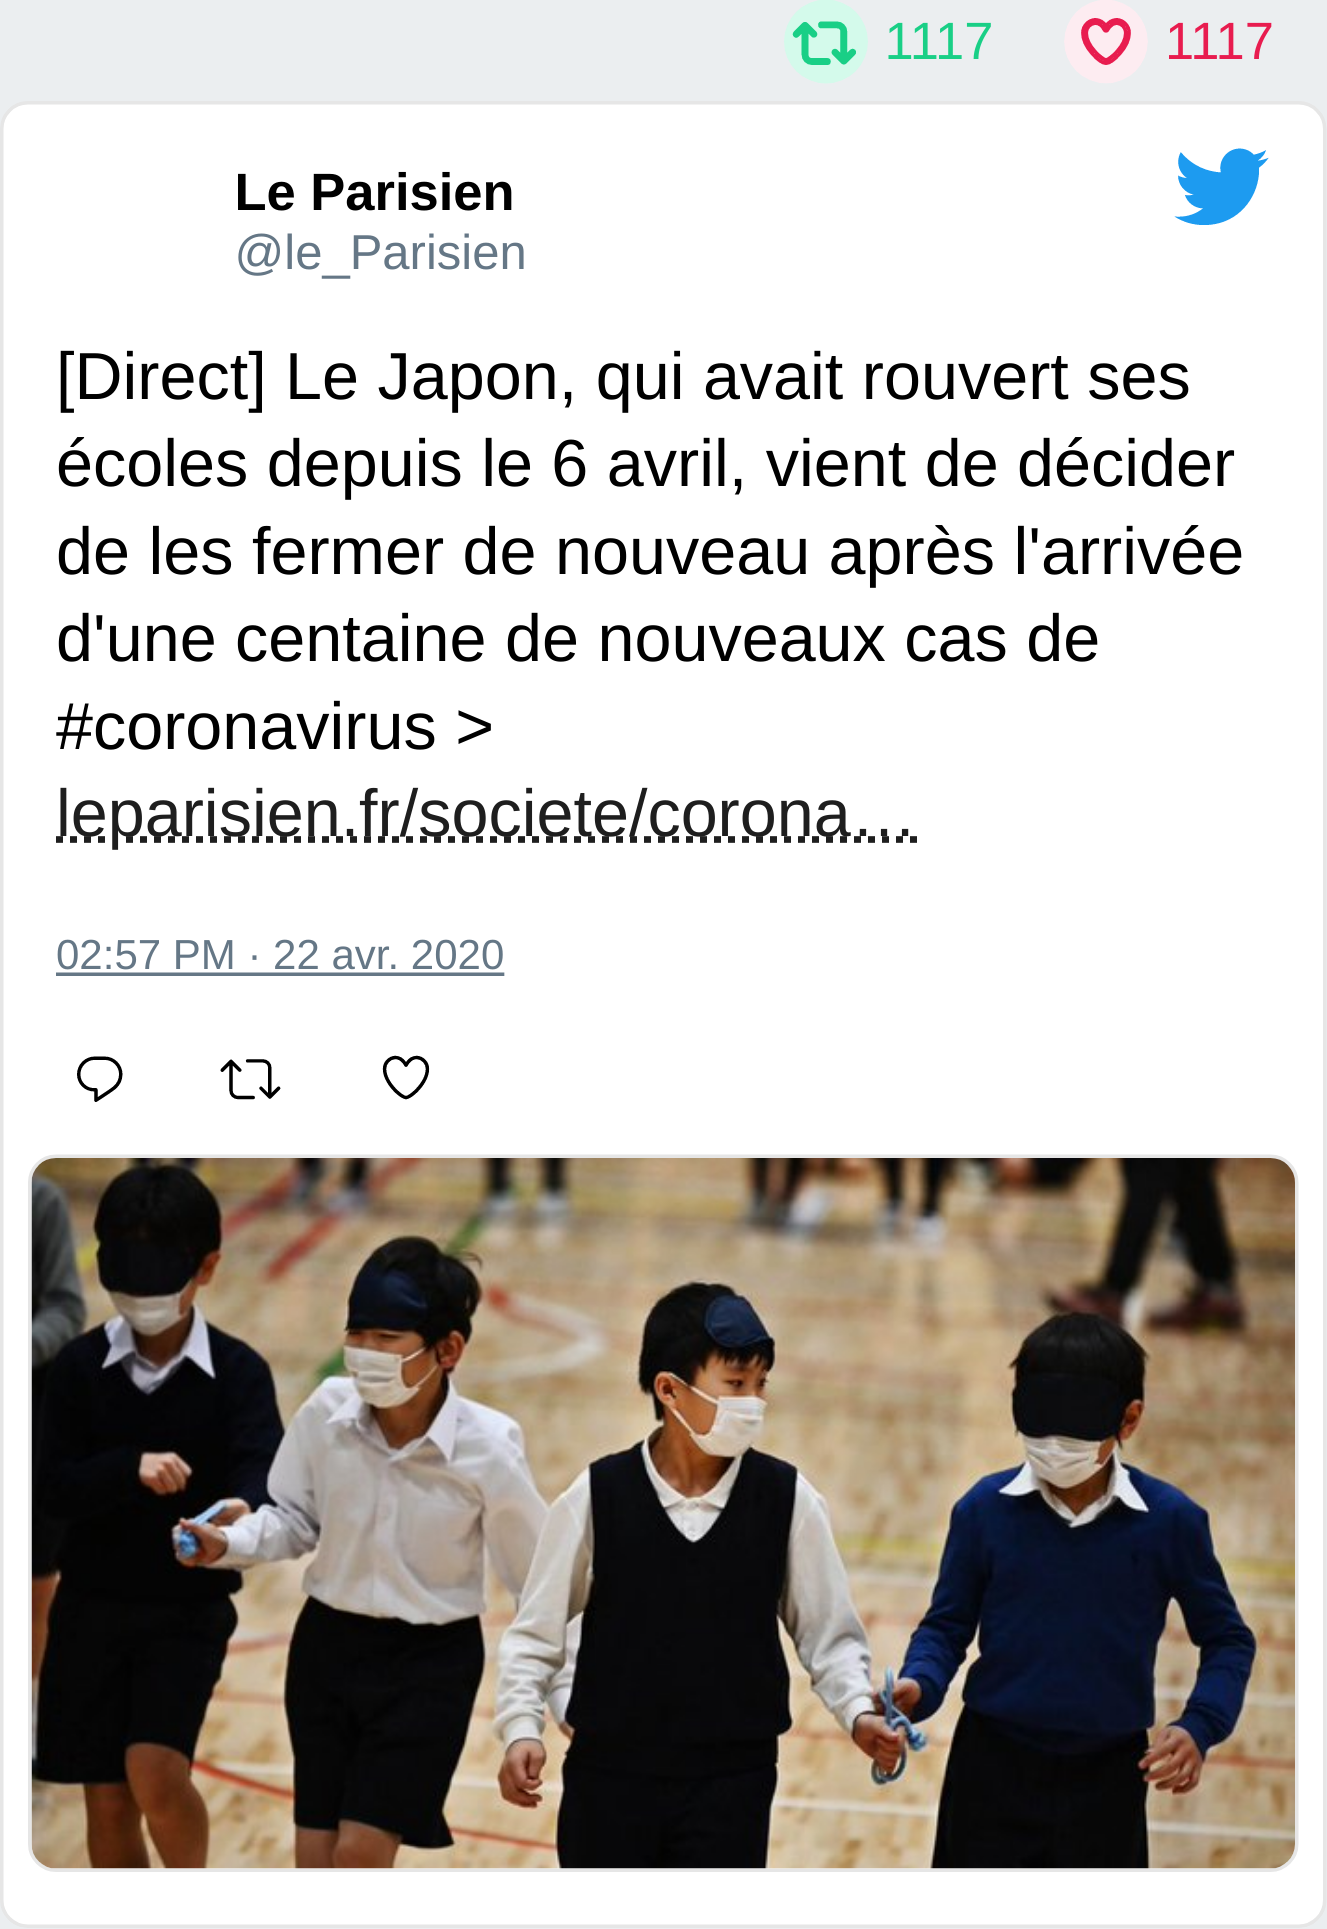 1117 1117
Le Parisien
@le_Parisien
[Direct] Le Japon, qui avait rouvert ses
écoles depuis le 6 avril, vient de décider
de les fermer de nouveau après l'arrivée
d'une centaine de nouveaux cas de
#coronavirus >
leparisien.fr/societe/corona…
02:57 PM · 22 avr. 2020